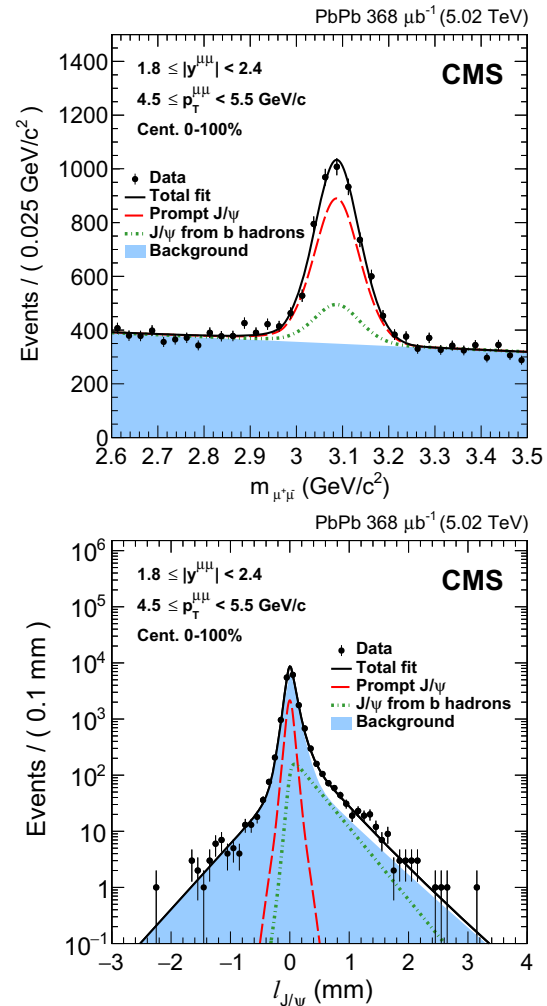 PbPb 368 μb⁻¹ (5.02 TeV)
CMS
1.8 ≤ |y^μμ| < 2.4
4.5 ≤ p_T^μμ < 5.5 GeV/c
Cent. 0-100%
Data
Total fit
Prompt J/ψ
J/ψ from b hadrons
Background
Events / ( 0.025 GeV/c²)
1400
1200
1000
800
600
400
200
0
2.6 2.7 2.8 2.9 3 3.1 3.2 3.3 3.4 3.5
m_μ⁺μ⁻ (GeV/c²)
PbPb 368 μb⁻¹ (5.02 TeV)
CMS
1.8 ≤ |y^μμ| < 2.4
4.5 ≤ p_T^μμ < 5.5 GeV/c
Cent. 0-100%
Data
Total fit
Prompt J/ψ
J/ψ from b hadrons
Background
Events / ( 0.1 mm)
10⁶
10⁵
10⁴
10³
10²
10
1
10⁻¹
−3 −2 −1 0 1 2 3 4
l_J/ψ (mm)